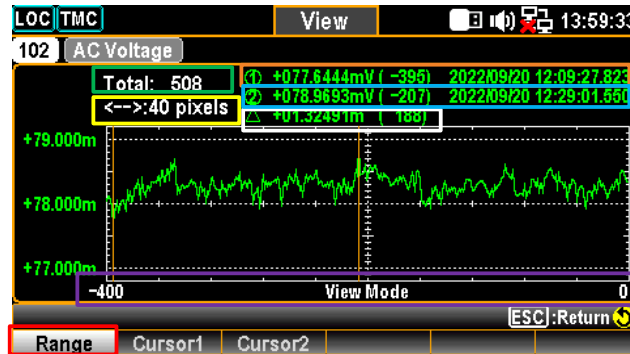 LOC TMC View 13:59:33
102 AC Voltage
Total: 508
<-->:40 pixels
① +077.6444mV ( -395) 2022/09/20 12:09:27.823
② +078.9693mV ( -207) 2022/09/20 12:29:01.550
△ +01.32491m ( 188)
+79.000m
+78.000m
+77.000m
-400 View Mode 0
[ESC]:Return
Range Cursor1 Cursor2